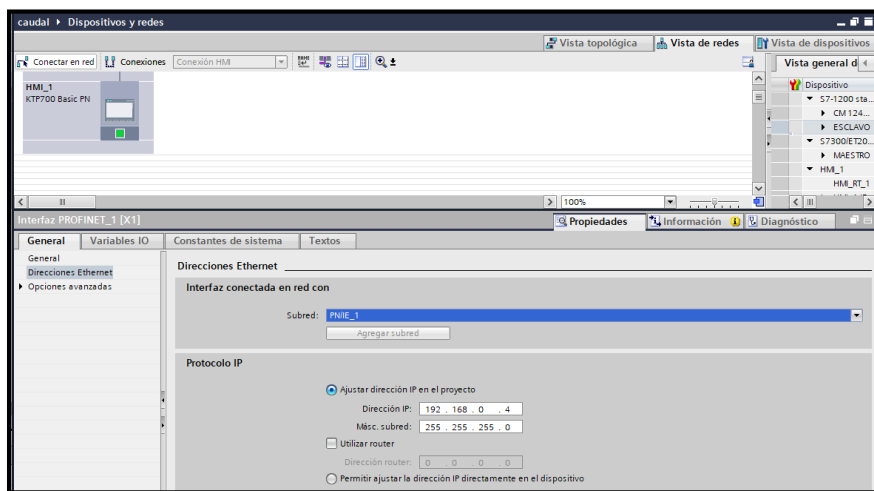 caudal ▸ Dispositivos y redes
Vista topológica Vista de redes Vista de dispositivos
Conectar en red Conexiones Conexión HMI Vista general d
HMI_1
KTP700 Basic PN
Dispositivo
S7-1200 sta...
CM 124...
ESCLAVO
S7300/ET20...
MAESTRO
HMI_1
HMI_RT_1
100%
Interfaz PROFINET_1 [X1] Propiedades Información Diagnóstico
General Variables IO Constantes de sistema Textos
General
Direcciones Ethernet
Opciones avanzadas
Direcciones Ethernet
Interfaz conectada en red con
Subred: PN/IE_1
Agregar subred
Protocolo IP
Ajustar dirección IP en el proyecto
Dirección IP: 192 . 168 . 0 . 4
Másc. subred: 255 . 255 . 255 . 0
Utilizar router
Dirección router: 0 . 0 . 0 . 0
Permitir ajustar la dirección IP directamente en el dispositivo